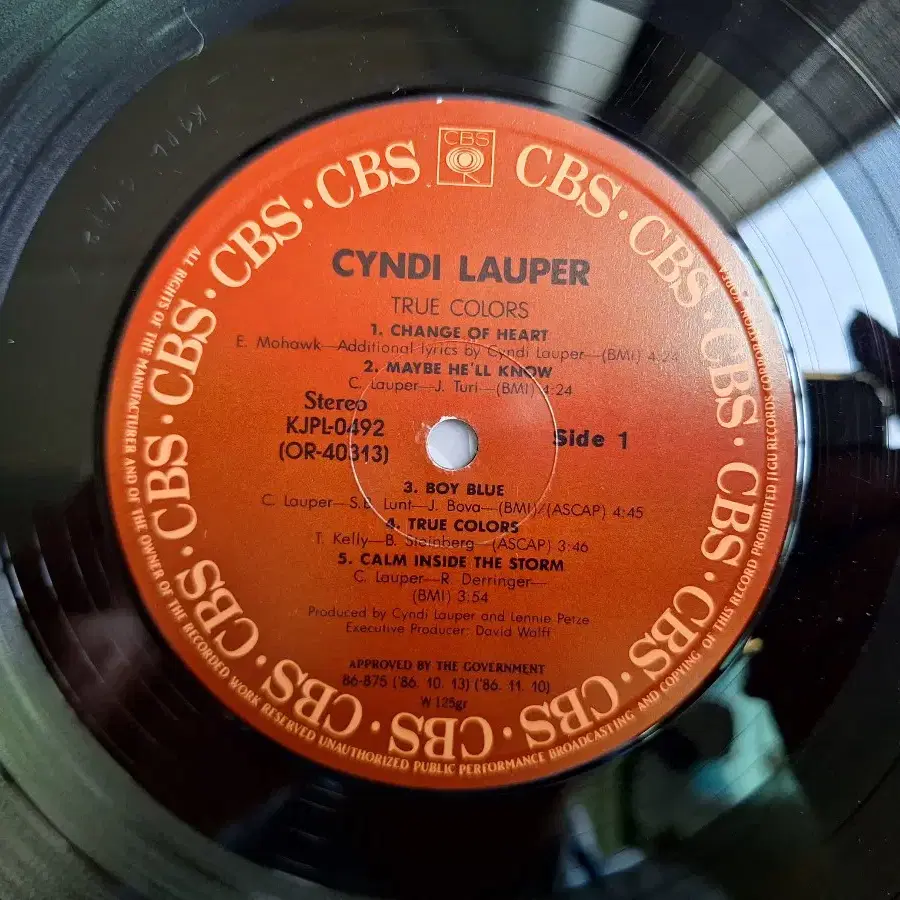 CBS
CBS · CBS · CBS · CBS · CBS · CBS · CBS · CBS · CBS · CBS · CBS · CBS · CBS · CBS
CYNDI LAUPER
TRUE COLORS
1. CHANGE OF HEART
E. Mohawk—Additional lyrics by Cyndi Lauper—(BMI) 4:24
2. MAYBE HE'LL KNOW
C. Lauper—J. Turi—(BMI) 4:24
Stereo
KJPL-0492
(OR-40313)
Side 1
3. BOY BLUE
C. Lauper—S.B. Lunt—J. Bova—(BMI)/(ASCAP) 4:45
4. TRUE COLORS
T. Kelly—B. Steinberg—(ASCAP) 3:46
5. CALM INSIDE THE STORM
C. Lauper—R. Derringer—
(BMI) 3:54
Produced by Cyndi Lauper and Lennie Petze
Executive Producer: David Wolff
APPROVED BY THE GOVERNMENT
86-875 ('86. 10. 13) ('86. 11. 10)
W 125gr
ALL RIGHTS OF THE MANUFACTURER AND OF THE OWNER OF THE RECORDED WORK RESERVED UNAUTHORIZED PUBLIC PERFORMANCE BROADCASTING AND COPYING OF THIS RECORD PROHIBITED JIGU RECORDS CORPORATION, KOREA